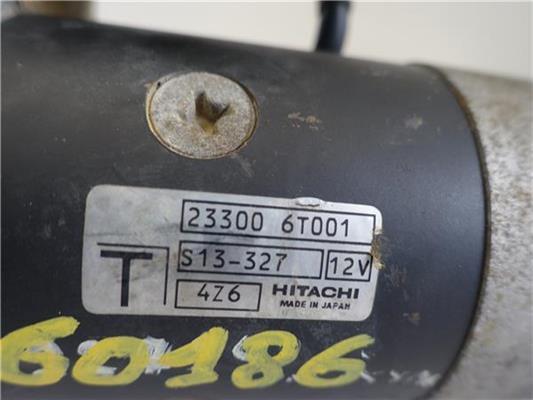 23300 6T001
S13-327 12V
T
4Z6 HITACHI
MADE IN JAPAN
60186